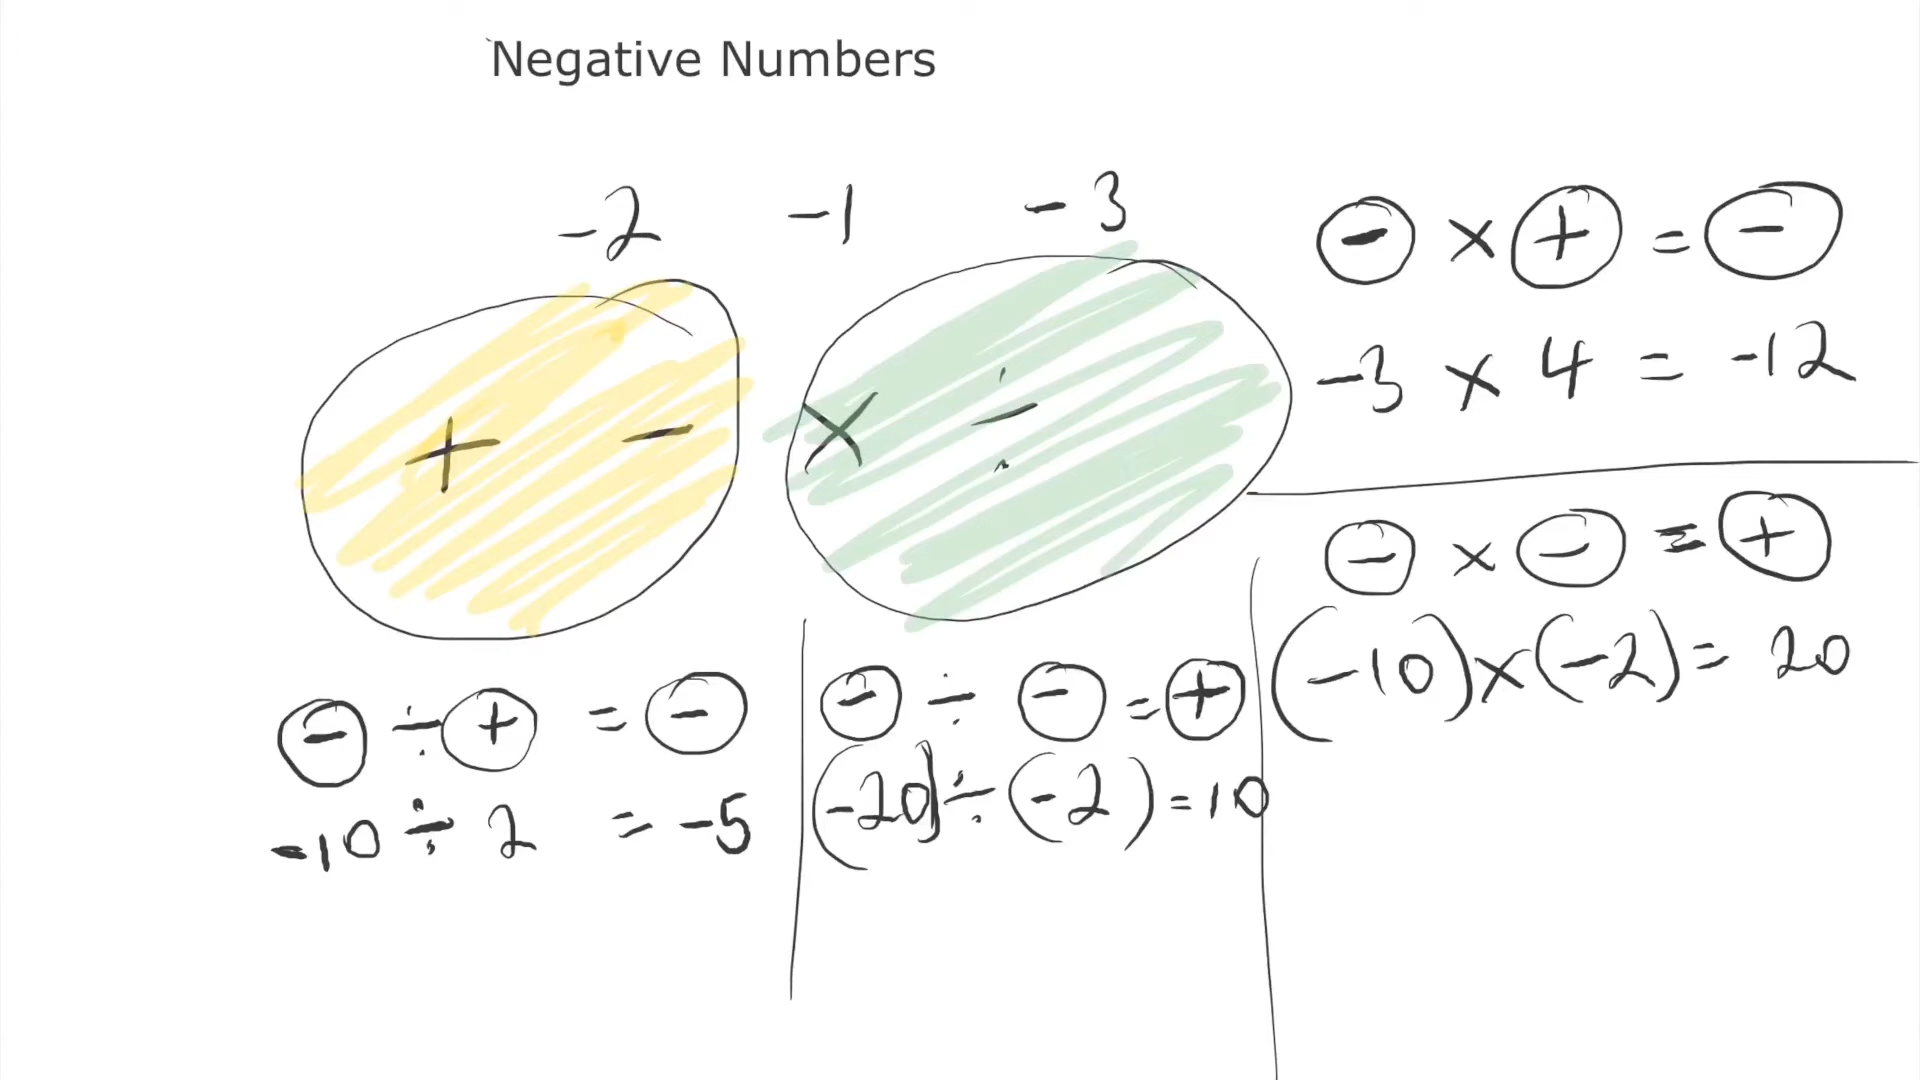 Negative Numbers
-2 -1 -3
+ - × ÷
- × + = -
-3 × 4 = -12
- × - = +
(-10)×(-2)= 20
- ÷ + = -
-10 ÷ 2 = -5
- ÷ - = +
(-20)÷(-2)=10